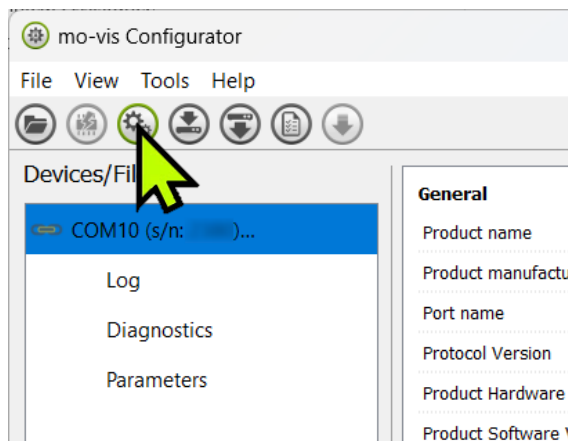 mo-vis Configurator
File View Tools Help
Devices/Fil
General
COM10 (s/n: )...
Product name
Log
Product manufactu
Port name
Diagnostics
Protocol Version
Parameters
Product Hardware
Product Software V